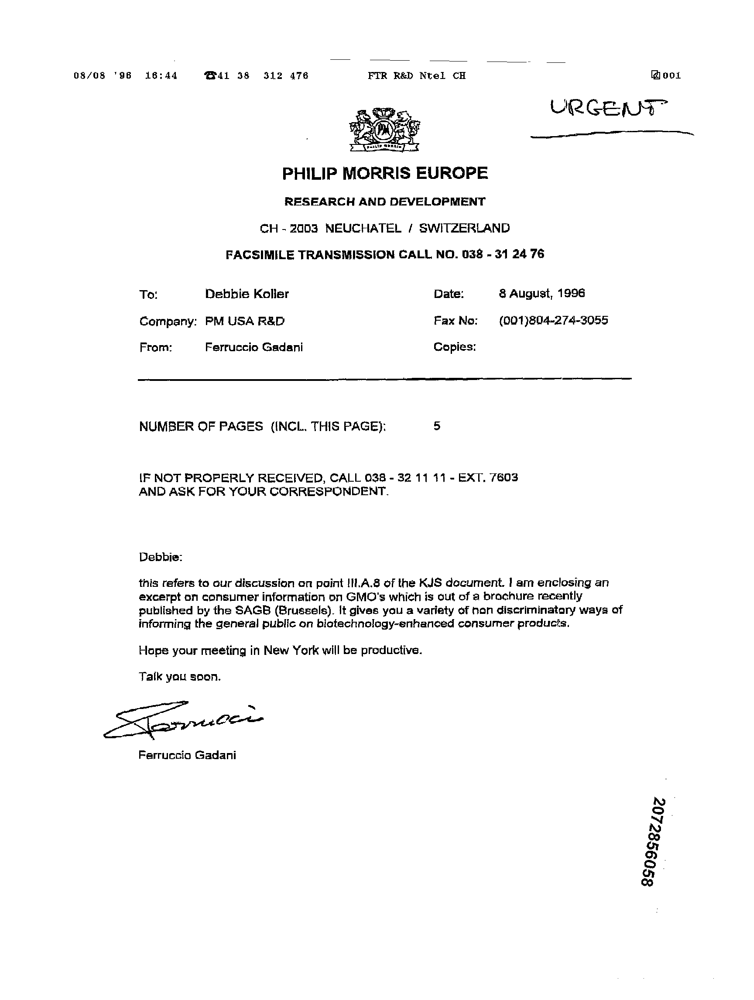 08/08 '96 16:44 ☎41 38 312 476 FTR R&D Ntel CH 001
URGENT
PM
PHILIP MORRIS EUROPE
RESEARCH AND DEVELOPMENT
CH - 2003 NEUCHATEL / SWITZERLAND
FACSIMILE TRANSMISSION CALL NO. 038 - 31 24 76
To: Debbie Koller Date: 8 August, 1996
Company: PM USA R&D Fax No: (001)804-274-3055
From: Ferruccio Gadani Copies:
NUMBER OF PAGES (INCL. THIS PAGE): 5
IF NOT PROPERLY RECEIVED, CALL 038 - 32 11 11 - EXT. 7603
AND ASK FOR YOUR CORRESPONDENT.
Debbie:
this refers to our discussion on point III.A.8 of the KJS document. I am enclosing an
excerpt on consumer information on GMO's which is out of a brochure recently
published by the SAGB (Brussels). It gives you a variety of non discriminatory ways of
informing the general public on biotechnology-enhanced consumer products.
Hope your meeting in New York will be productive.
Talk you soon.
Ferruccio
Ferruccio Gadani
2072856058